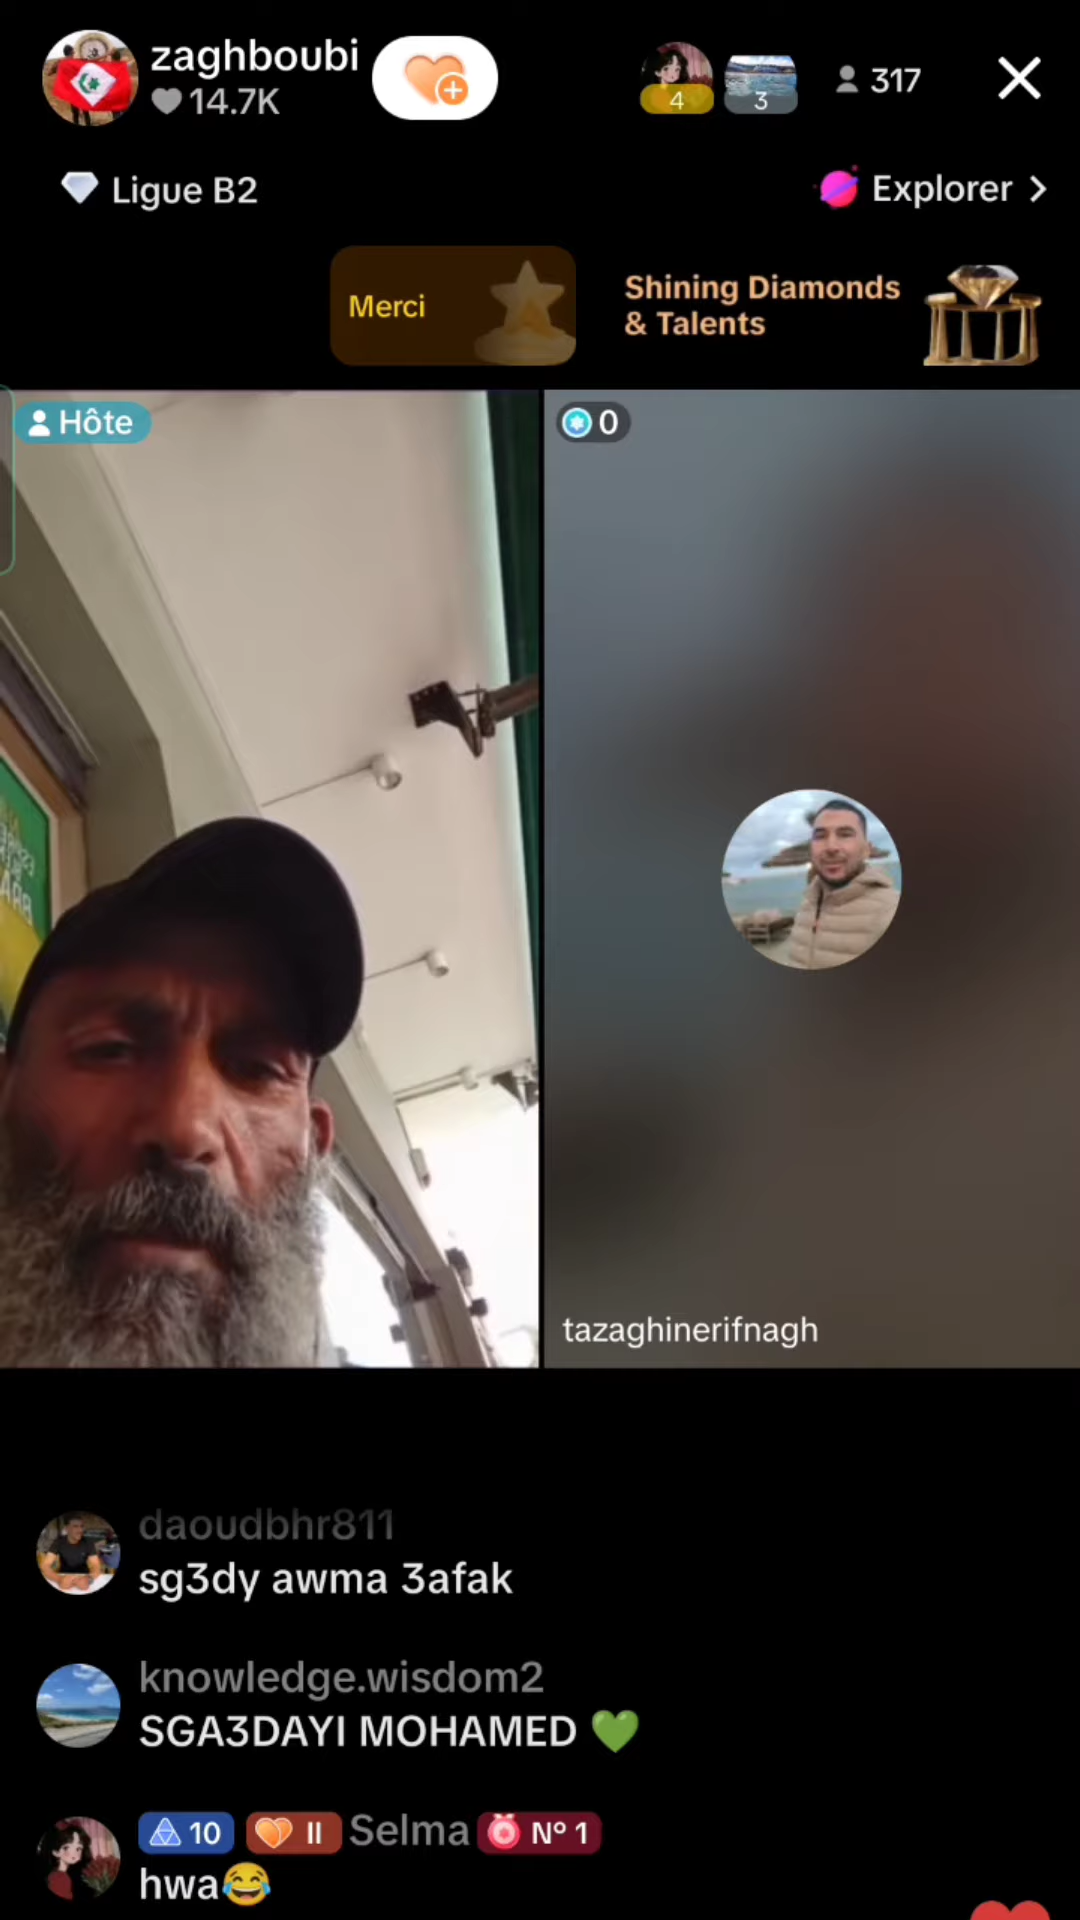 zaghboubi
14.7K
4
3
317
Ligue B2
Explorer
Merci
Shining Diamonds
& Talents
Hôte
0
tazaghinerifnagh
daoudbhr811
sg3dy awma 3afak
knowledge.wisdom2
SGA3DAYI MOHAMED 💚
10 II Selma N° 1
hwa😂